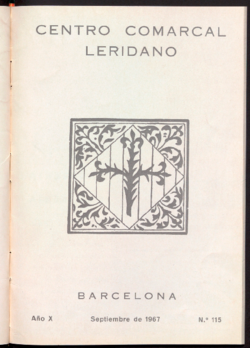 CENTRO COMARCAL
LERIDANO
BARCELONA
Año X Septiembre de 1967 N.º 115